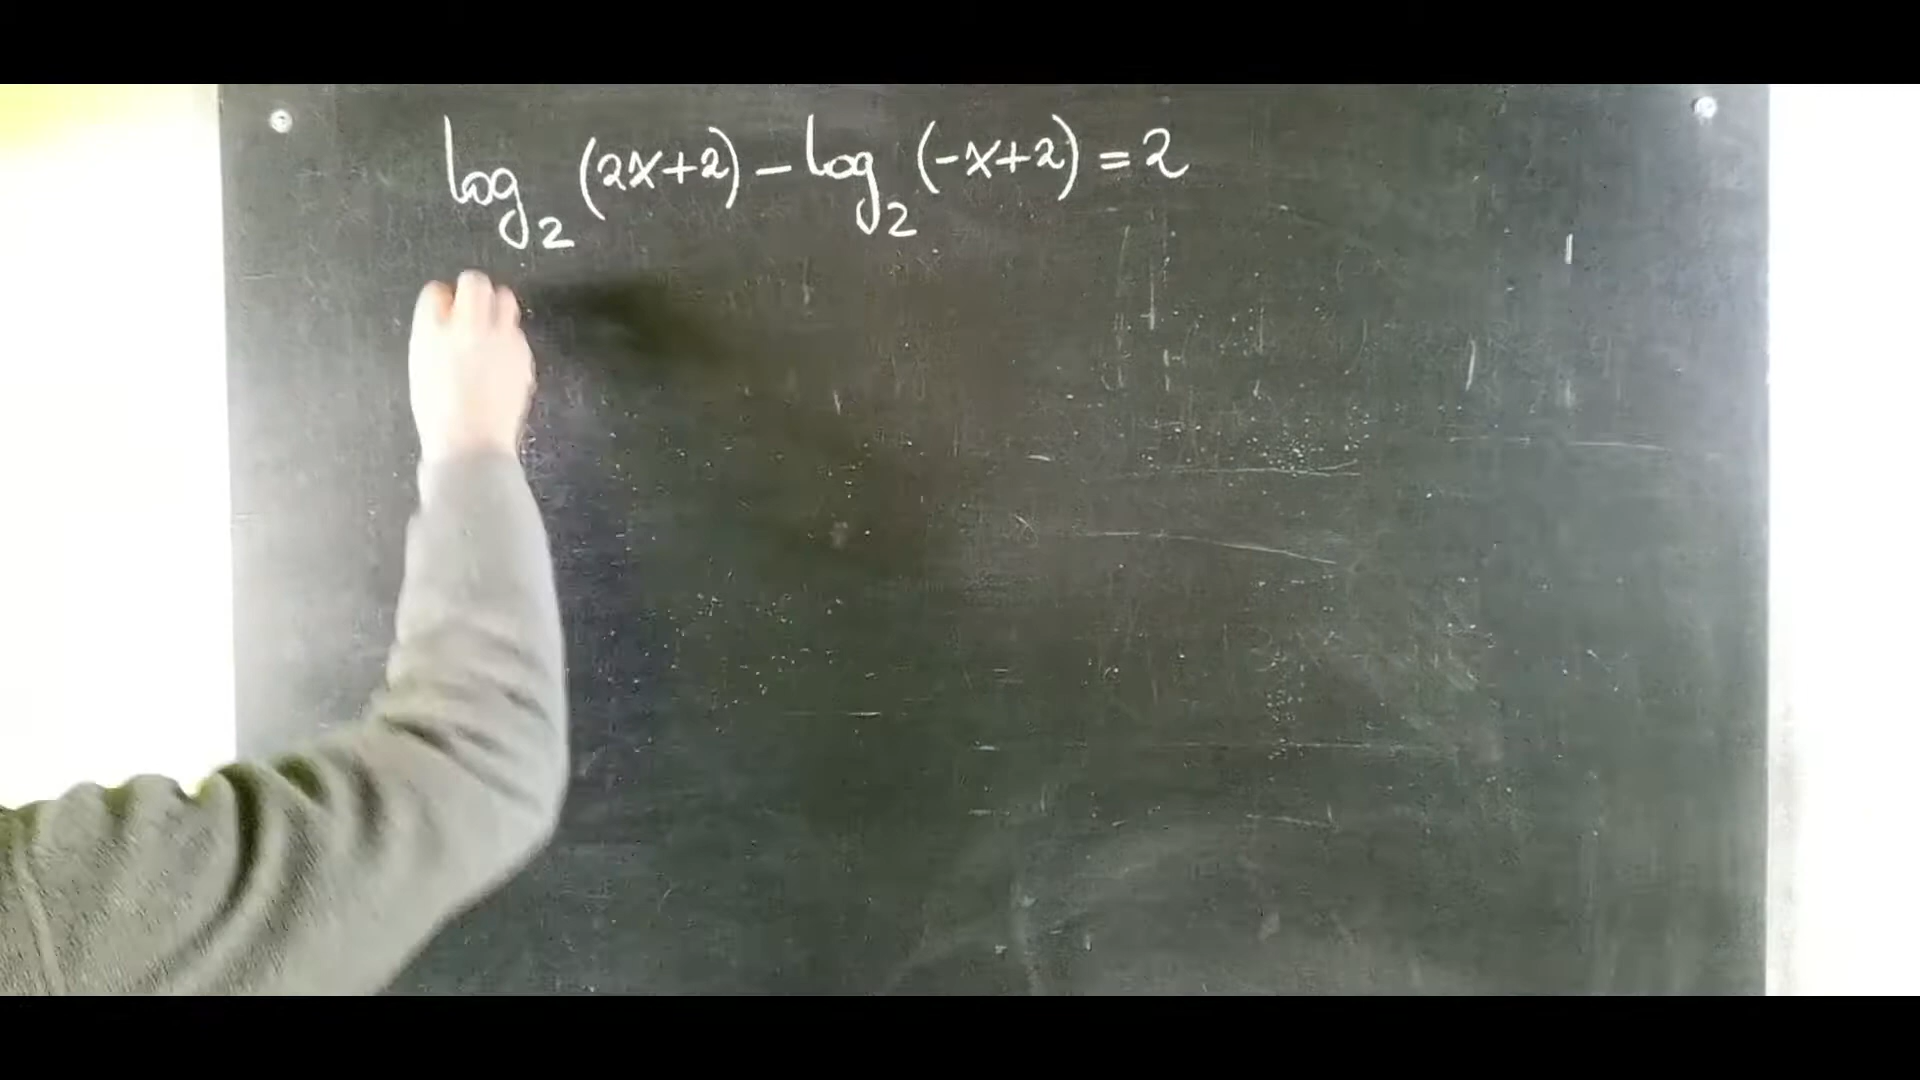 log₂ (2x+2) - log₂ (-x+2) = 2